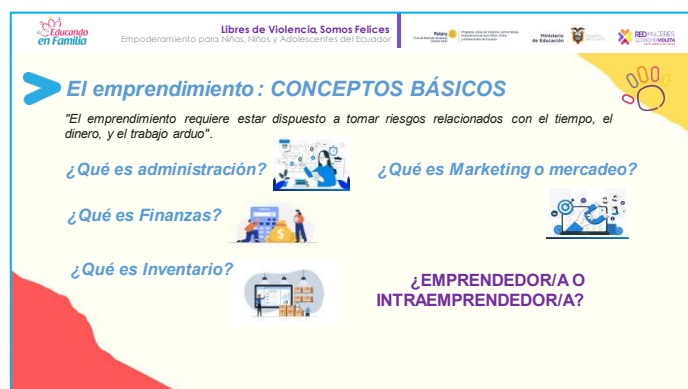 Educando
en Familia
Libres de Violencia, Somos Felices
Empoderamiento para Niñas, Niños y Adolescentes del Ecuador
Rotary
Ministerio
de Educación
RED MUJERES
ECONOMÍA VIOLETA
El emprendimiento : CONCEPTOS BÁSICOS
"El emprendimiento requiere estar dispuesto a tomar riesgos relacionados con el tiempo, el
dinero, y el trabajo arduo".
¿Qué es administración?
¿Qué es Marketing o mercadeo?
¿Qué es Finanzas?
¿Qué es Inventario?
¿EMPRENDEDOR/A O
INTRAEMPRENDEDOR/A?